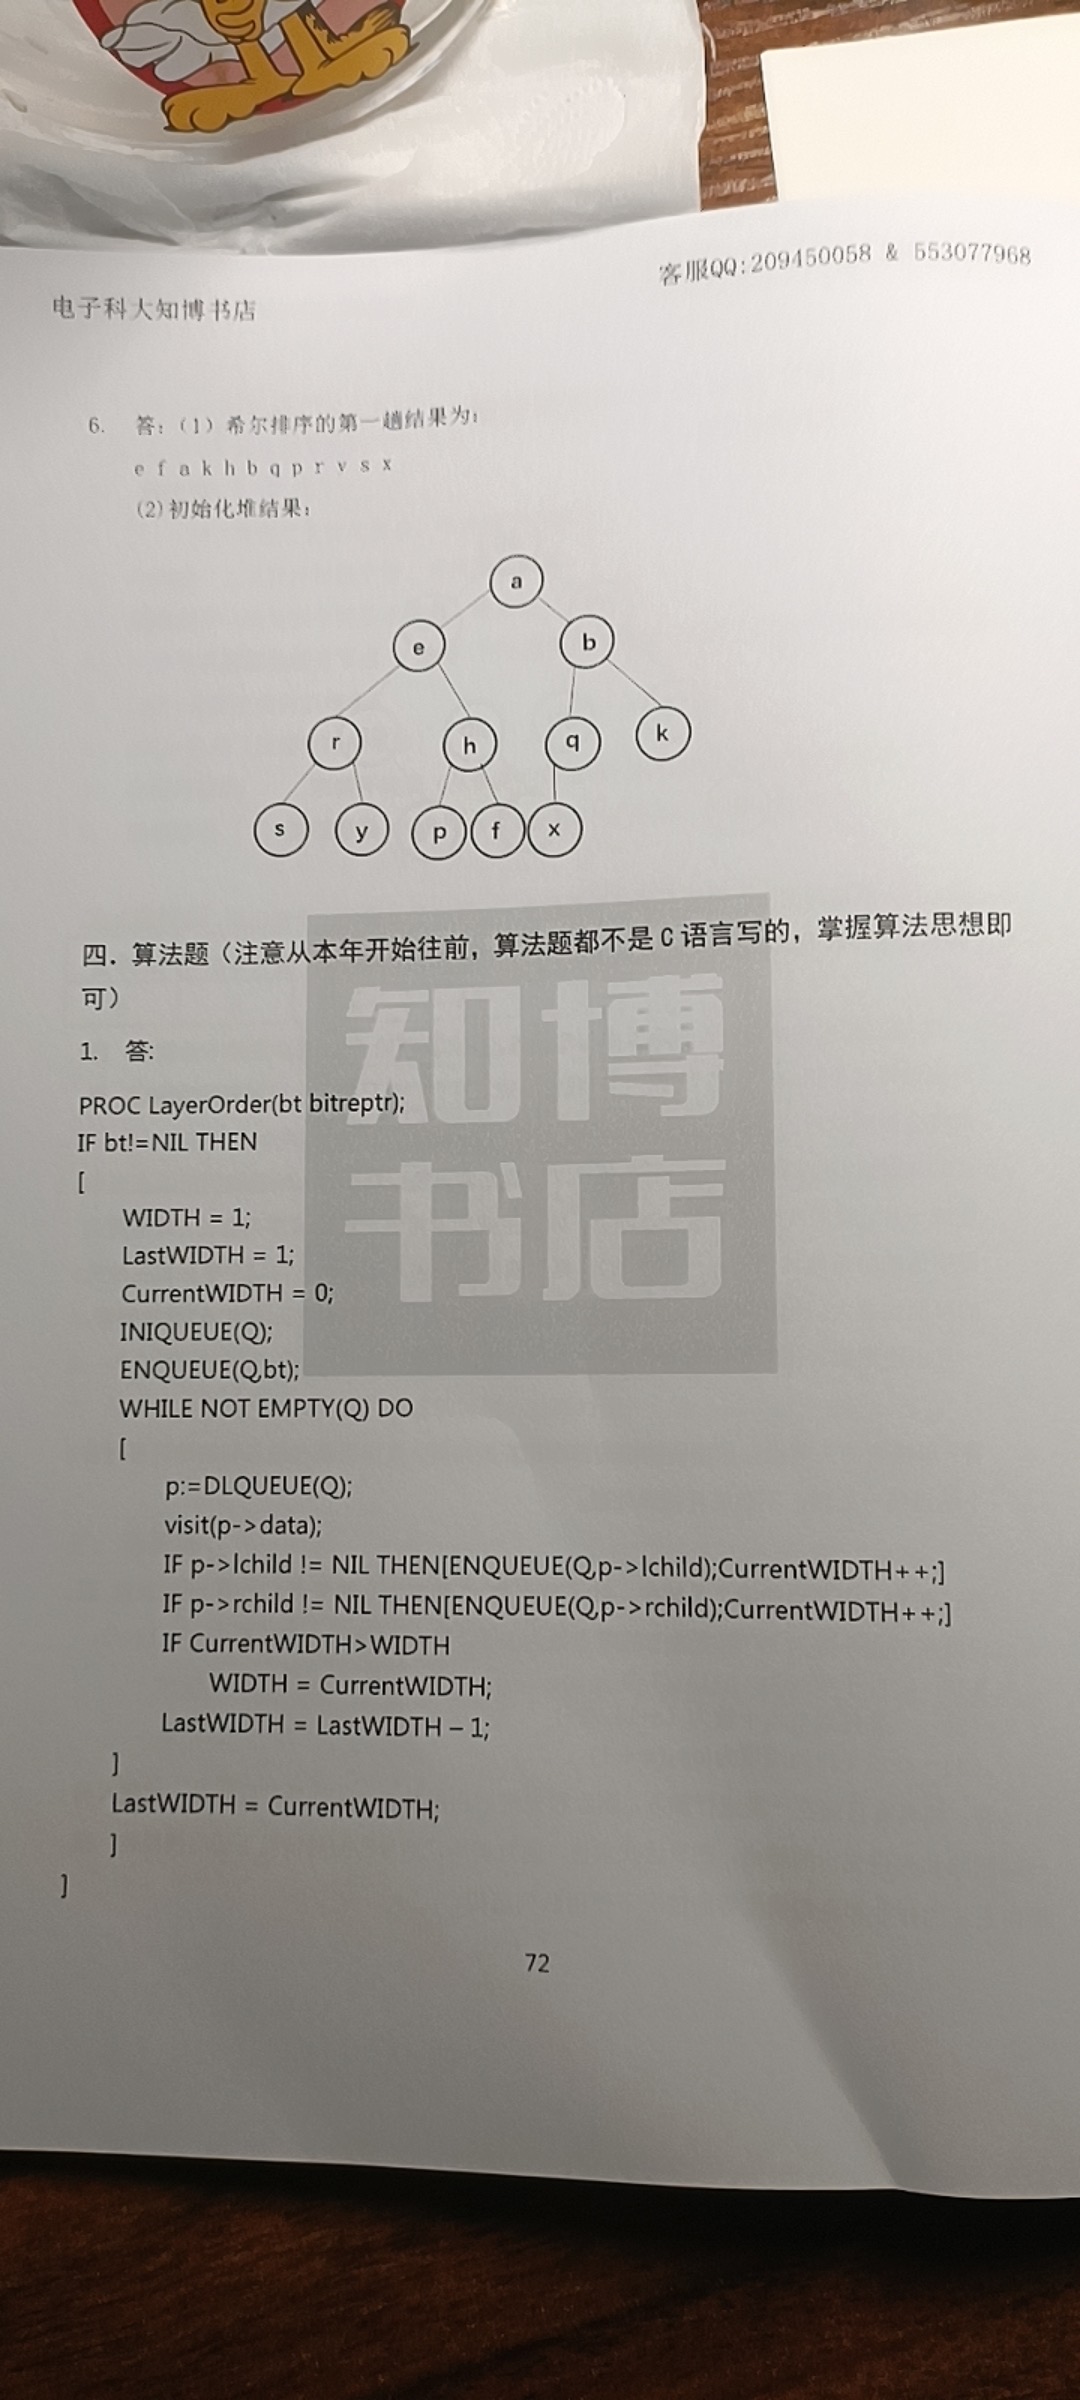 客服QQ:209450058 & 553077968
电子科大知博书店
6. 答：（1）希尔排序的第一趟结果为：
e f a k h b q p r v s x
（2）初始化堆结果：
a
e b
r h q k
s y p f x
四．算法题（注意从本年开始往前，算法题都不是 C 语言写的，掌握算法思想即
可）
1. 答:
PROC LayerOrder(bt bitreptr);
IF bt!=NIL THEN
[
WIDTH = 1;
LastWIDTH = 1;
CurrentWIDTH = 0;
INIQUEUE(Q);
ENQUEUE(Q,bt);
WHILE NOT EMPTY(Q) DO
[
p:=DLQUEUE(Q);
visit(p->data);
IF p->lchild != NIL THEN[ENQUEUE(Q,p->lchild);CurrentWIDTH++;]
IF p->rchild != NIL THEN[ENQUEUE(Q,p->rchild);CurrentWIDTH++;]
IF CurrentWIDTH>WIDTH
WIDTH = CurrentWIDTH;
LastWIDTH = LastWIDTH – 1;
]
LastWIDTH = CurrentWIDTH;
]
]
知博
书店
72